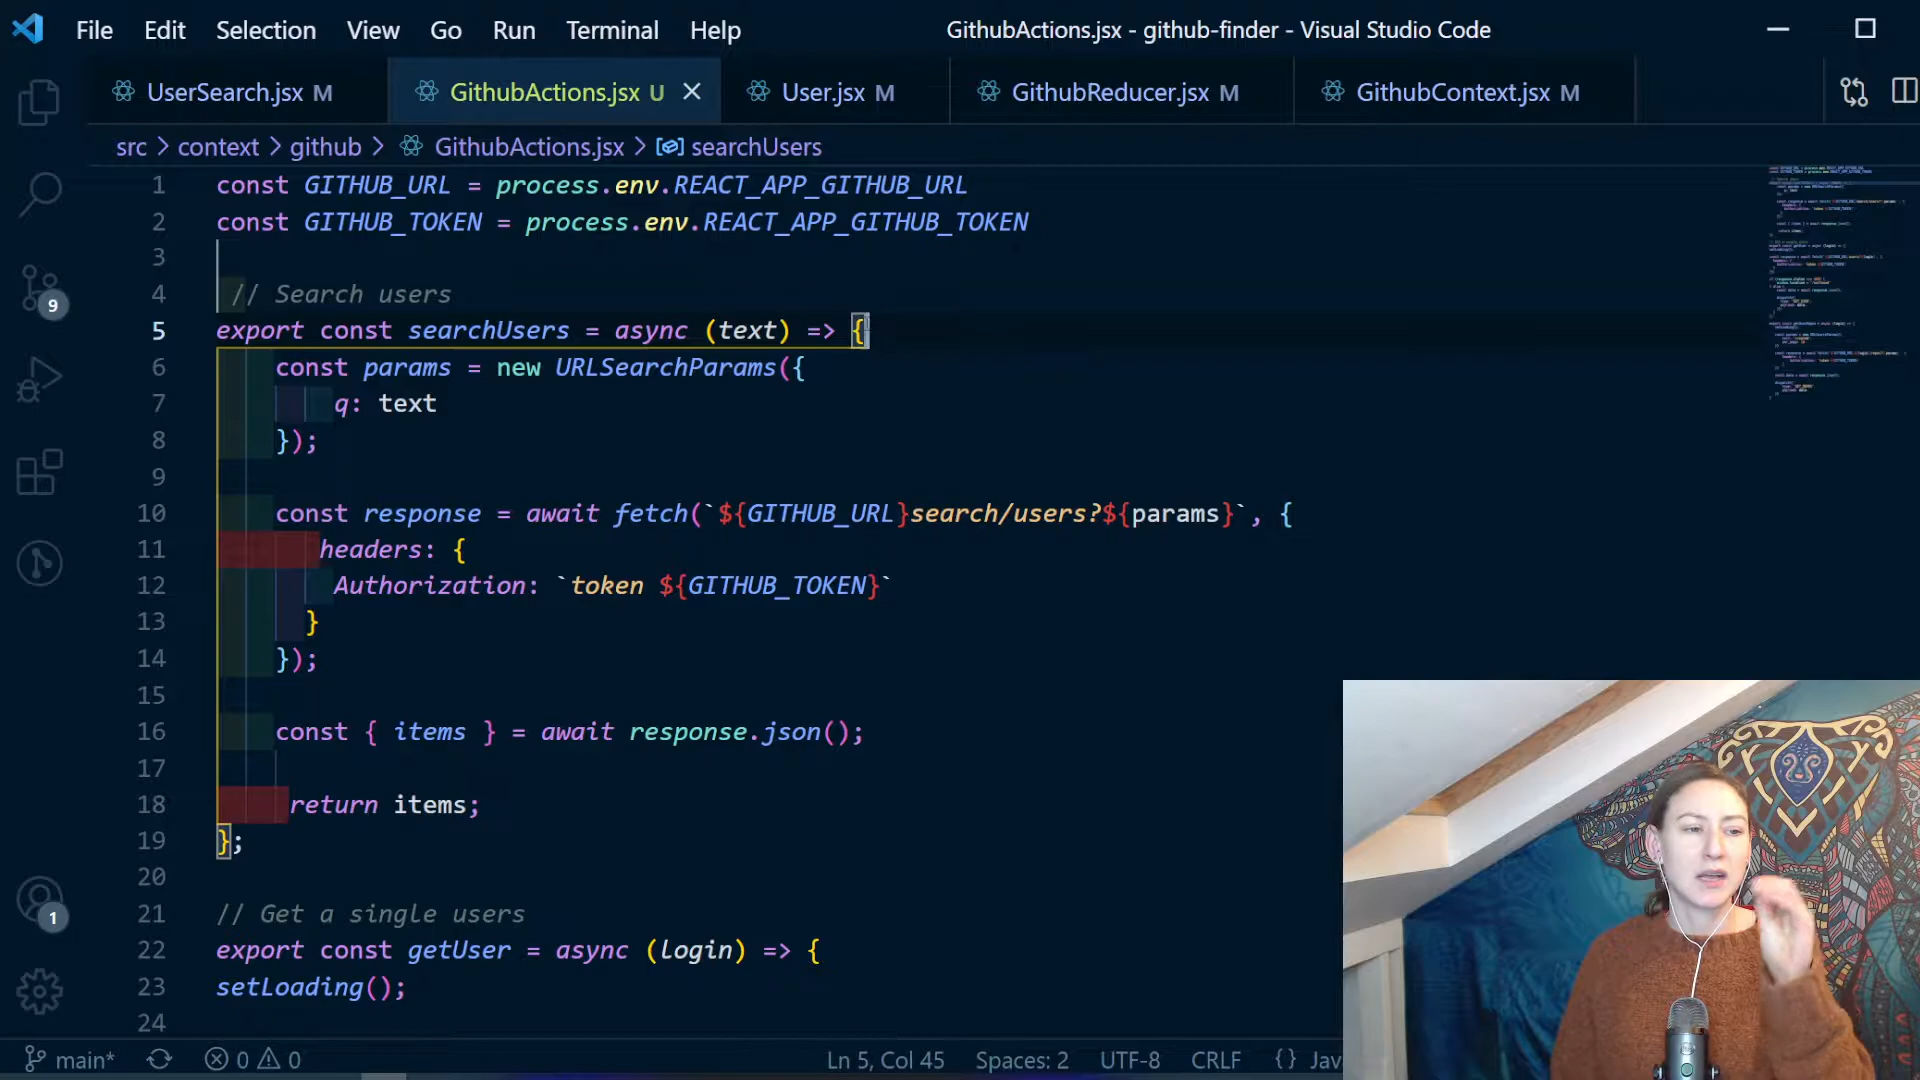 File Edit Selection View Go Run Terminal Help GithubActions.jsx - github-finder - Visual Studio Code
UserSearch.jsx M GithubActions.jsx U User.jsx M GithubReducer.jsx M GithubContext.jsx M
src > context > github > GithubActions.jsx > searchUsers
1 const GITHUB_URL = process.env.REACT_APP_GITHUB_URL
2 const GITHUB_TOKEN = process.env.REACT_APP_GITHUB_TOKEN
3
4 // Search users
5 export const searchUsers = async (text) => {
6 const params = new URLSearchParams({
7 q: text
8 });
9
10 const response = await fetch(`${GITHUB_URL}search/users?${params}`, {
11 headers: {
12 Authorization: `token ${GITHUB_TOKEN}`
13 }
14 });
15
16 const { items } = await response.json();
17
18 return items;
19 };
20
21 // Get a single users
22 export const getUser = async (login) => {
23 setLoading();
24
9
1
main* 0 0 Ln 5, Col 45 Spaces: 2 UTF-8 CRLF {} Jav